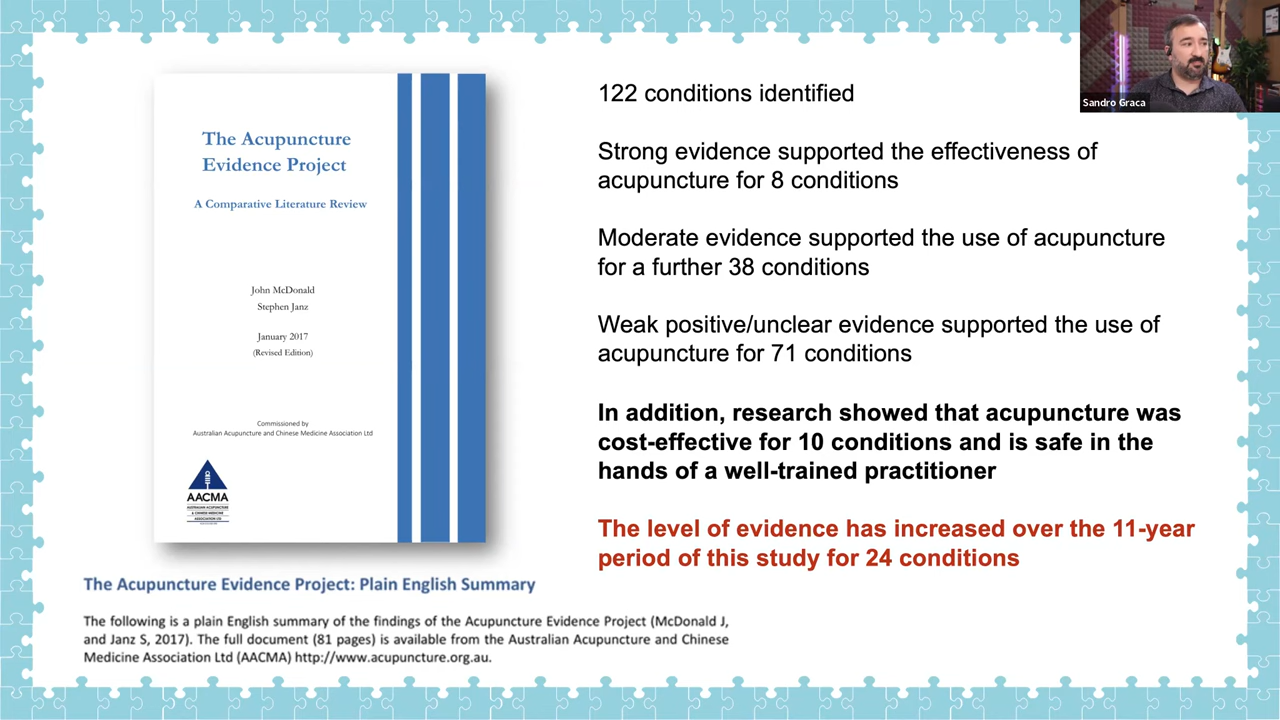 The Acupuncture
Evidence Project
A Comparative Literature Review
John McDonald
Stephen Janz
January 2017
(Revised Edition)
Commissioned by
Australian Acupuncture and Chinese Medicine Association Ltd
AACMA
AUSTRALIAN ACUPUNCTURE
& CHINESE MEDICINE
ASSOCIATION LTD
The Acupuncture Evidence Project: Plain English Summary
The following is a plain English summary of the findings of the Acupuncture Evidence Project (McDonald J,
and Janz S, 2017). The full document (81 pages) is available from the Australian Acupuncture and Chinese
Medicine Association Ltd (AACMA) http://www.acupuncture.org.au.
122 conditions identified
Strong evidence supported the effectiveness of
acupuncture for 8 conditions
Moderate evidence supported the use of acupuncture
for a further 38 conditions
Weak positive/unclear evidence supported the use of
acupuncture for 71 conditions
In addition, research showed that acupuncture was
cost-effective for 10 conditions and is safe in the
hands of a well-trained practitioner
The level of evidence has increased over the 11-year
period of this study for 24 conditions
Sandro Graca